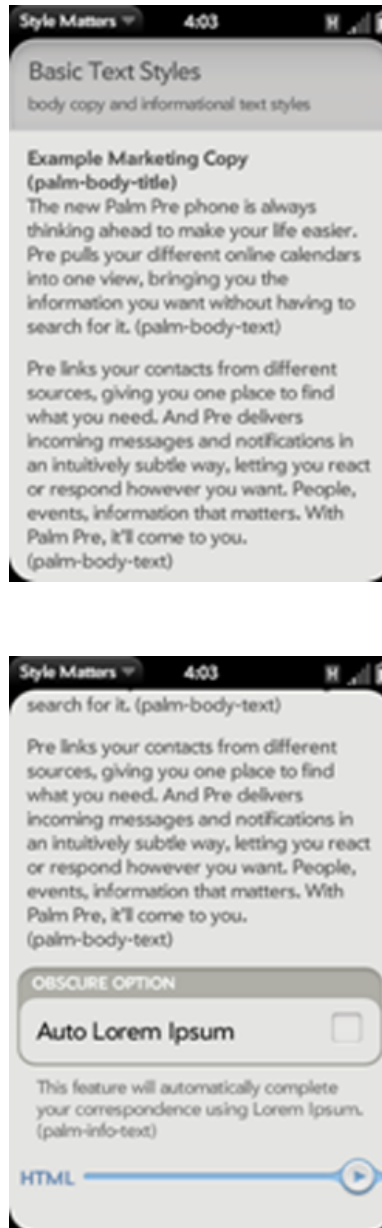 Style Matters
4:03
H
Basic Text Styles
body copy and informational text styles
Example Marketing Copy
(palm-body-title)
The new Palm Pre phone is always
thinking ahead to make your life easier.
Pre pulls your different online calendars
into one view, bringing you the
information you want without having to
search for it. (palm-body-text)
Pre links your contacts from different
sources, giving you one place to find
what you need. And Pre delivers
incoming messages and notifications in
an intuitively subtle way, letting you react
or respond however you want. People,
events, information that matters. With
Palm Pre, it'll come to you.
(palm-body-text)
Style Matters
4:03
H
search for it. (palm-body-text)
Pre links your contacts from different
sources, giving you one place to find
what you need. And Pre delivers
incoming messages and notifications in
an intuitively subtle way, letting you react
or respond however you want. People,
events, information that matters. With
Palm Pre, it'll come to you.
(palm-body-text)
OBSCURE OPTION
Auto Lorem Ipsum
This feature will automatically complete
your correspondence using Lorem Ipsum.
(palm-info-text)
HTML